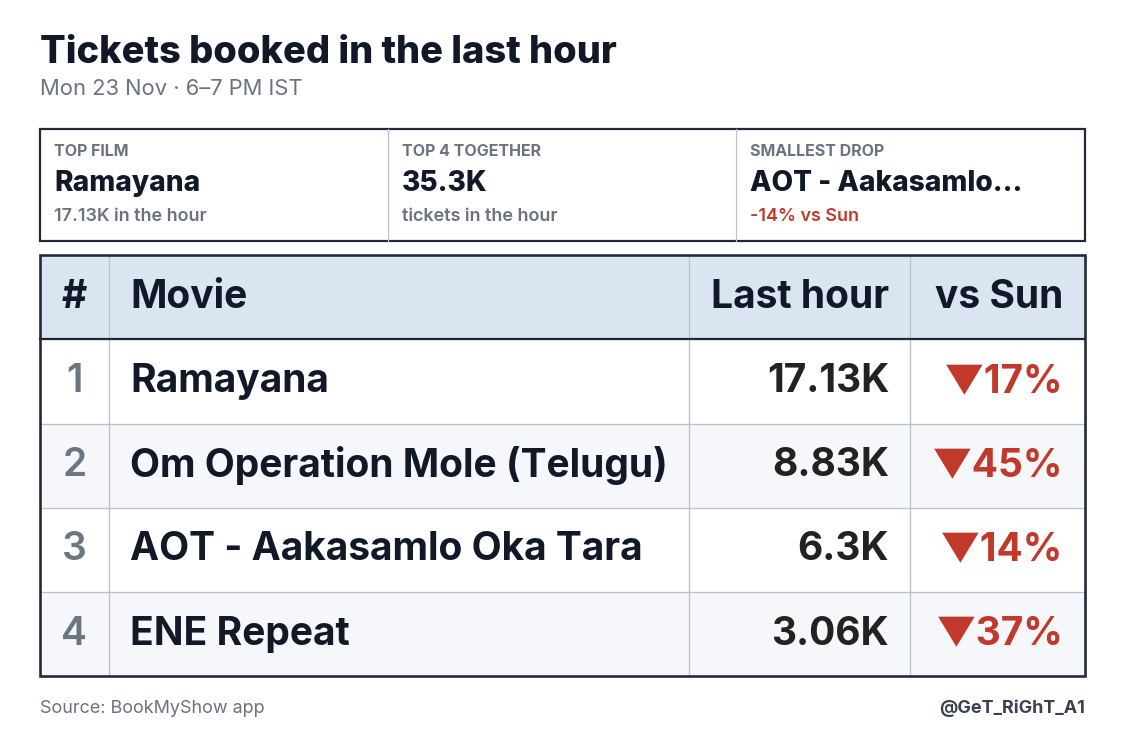 Tickets booked in the last hour
Mon 23 Nov · 6–7 PM IST
TOP FILM
Ramayana
17.13K in the hour
TOP 4 TOGETHER
35.3K
tickets in the hour
SMALLEST DROP
AOT - Aakasamlo…
-14% vs Sun
# Movie Last hour vs Sun
1 Ramayana 17.13K ▼17%
2 Om Operation Mole (Telugu) 8.83K ▼45%
3 AOT - Aakasamlo Oka Tara 6.3K ▼14%
4 ENE Repeat 3.06K ▼37%
Source: BookMyShow app
@GeT_RiGhT_A1